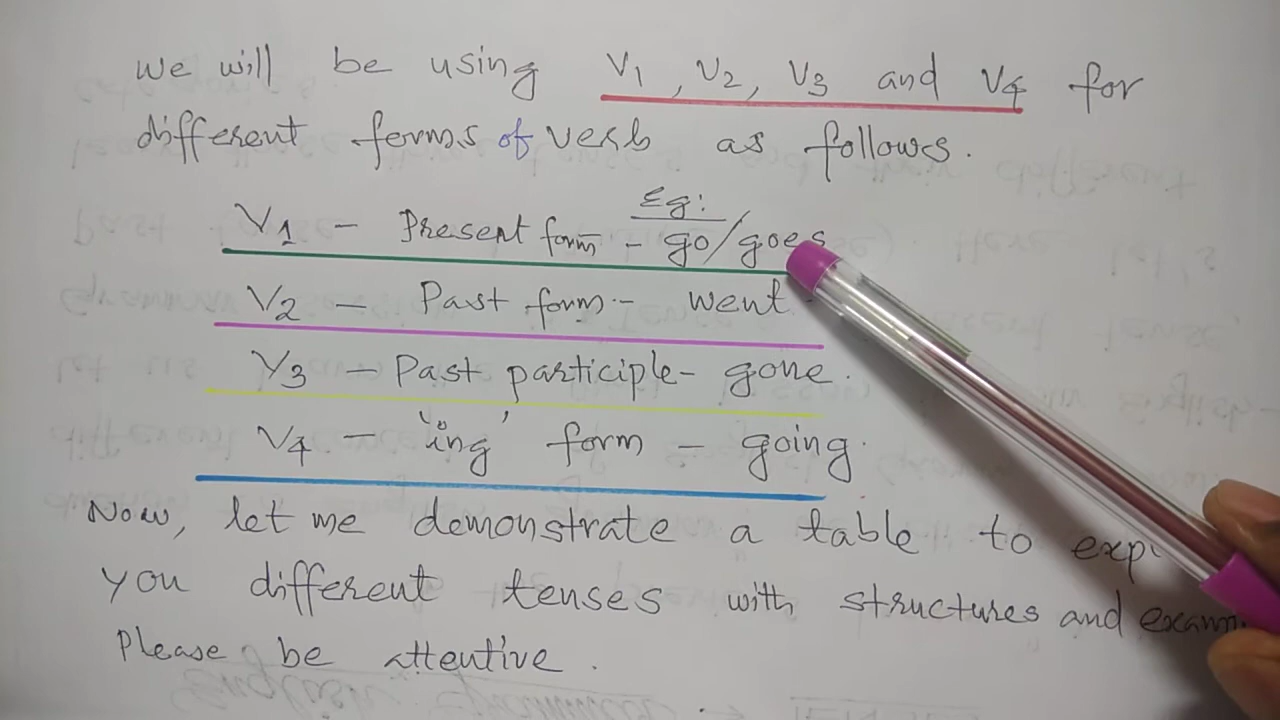 We will be using V1, V2, V3 and V4 for
different forms of verb as follows.
Eg:
V1 - Present form - go/goes
V2 - Past form - went.
V3 - Past participle - gone.
V4 - 'ing' form - going.
Now, let me demonstrate a table to
you different tenses with structures and
Please be attentive.